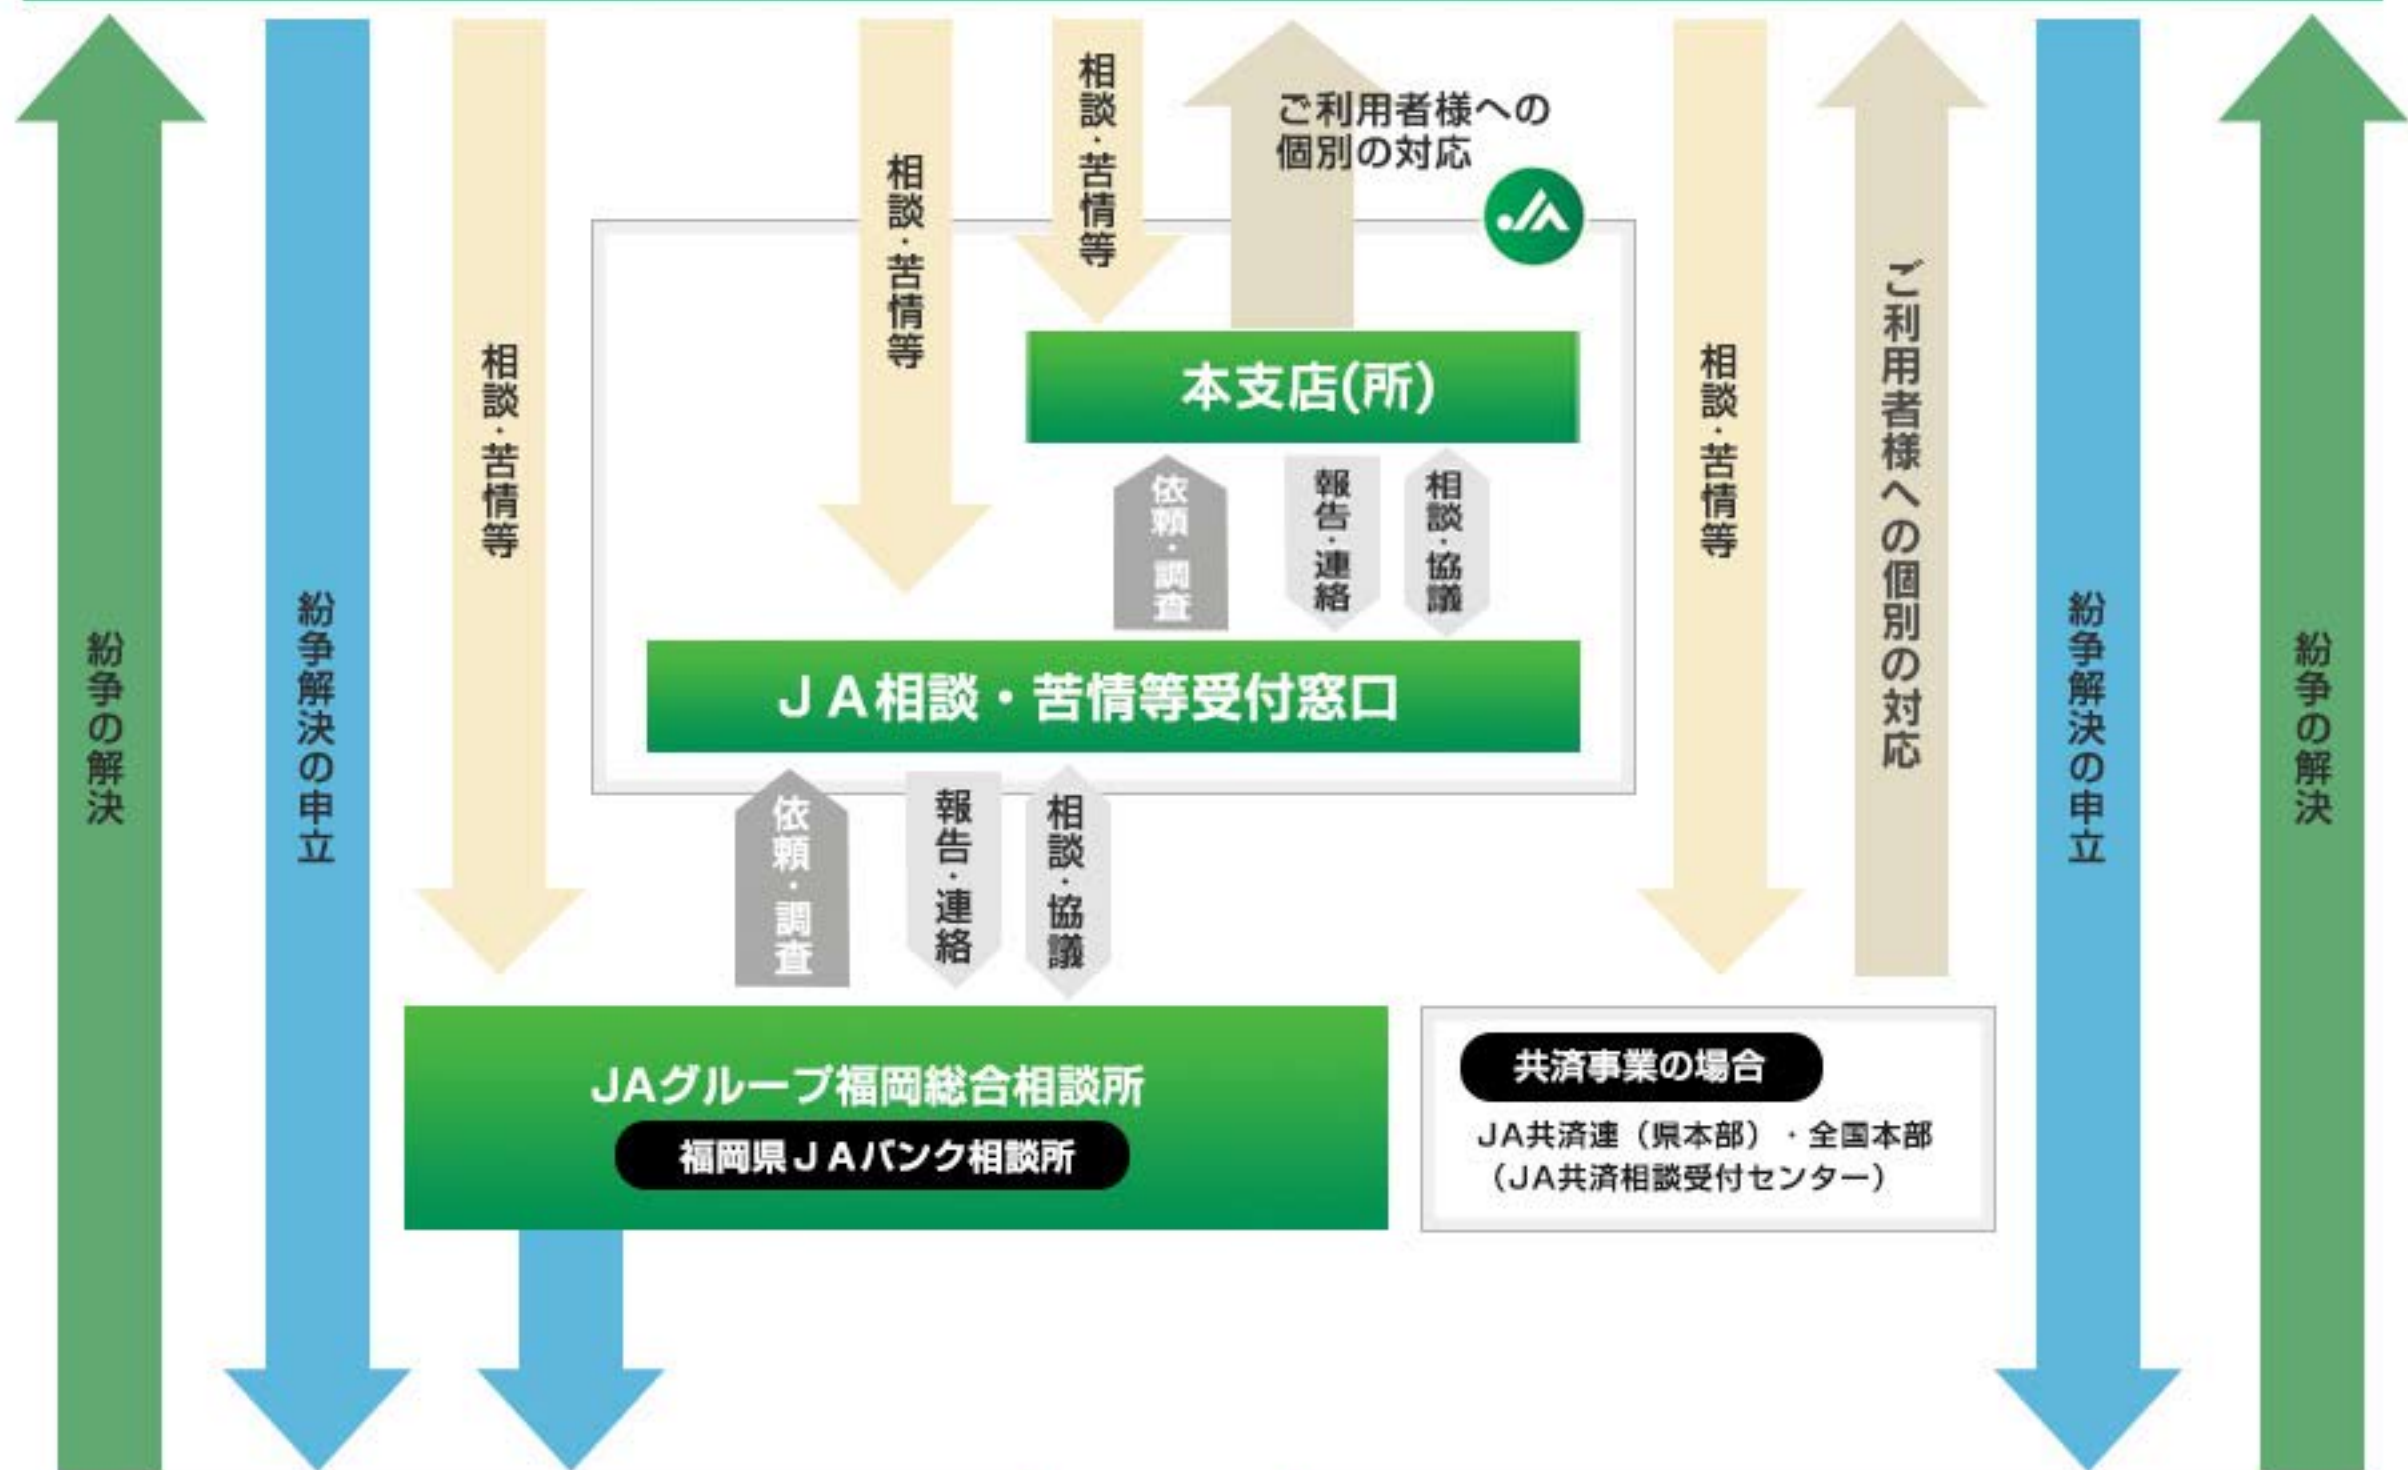 紛争の解決
紛争解決の申立
相談・苦情等
相談・苦情等
相談・苦情等
ご利用者様への
個別の対応
JA
相談・苦情等
ご利用者様への個別の対応
紛争解決の申立
紛争の解決
本支店(所)
依頼・調査
報告・連絡
相談・協議
ＪＡ相談・苦情等受付窓口
依頼・調査
報告・連絡
相談・協議
JAグループ福岡総合相談所
福岡県ＪＡバンク相談所
共済事業の場合
JA共済連（県本部）・全国本部
（JA共済相談受付センター）